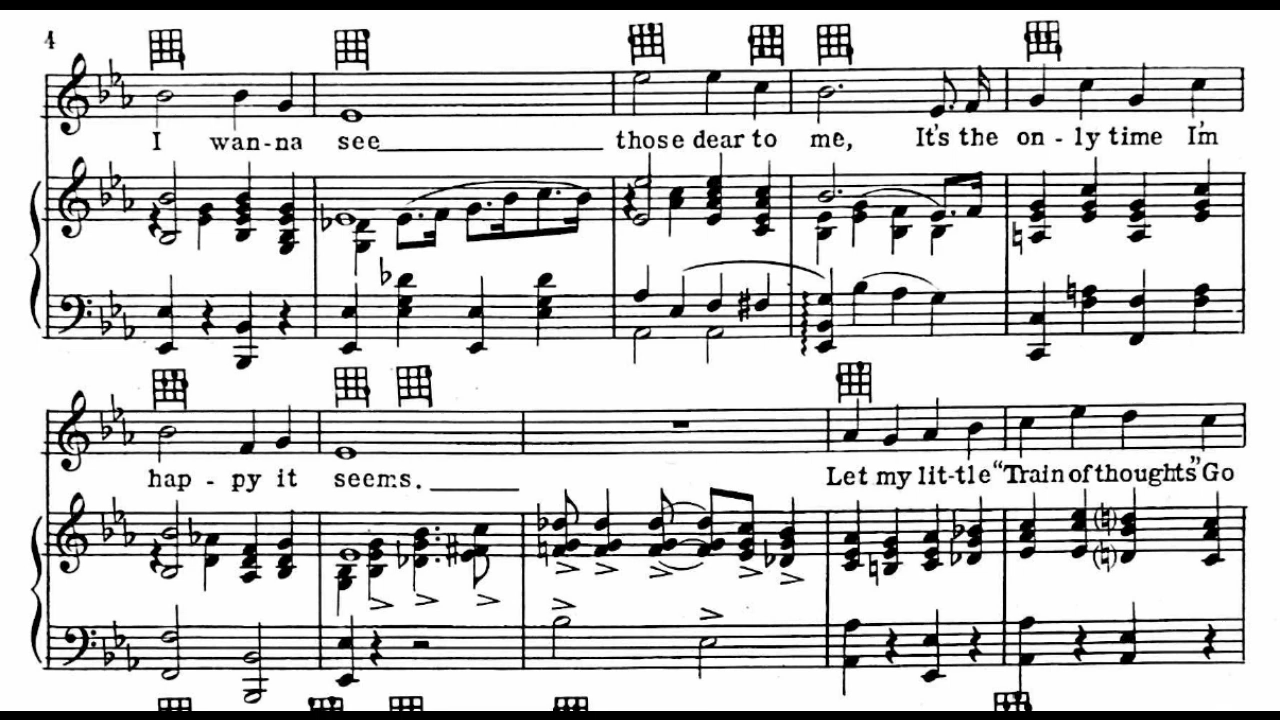 4
I wan-na see those dear to me, It's the on-ly time I'm
hap-py it seems. Let my lit-tle "Train of thoughts" Go